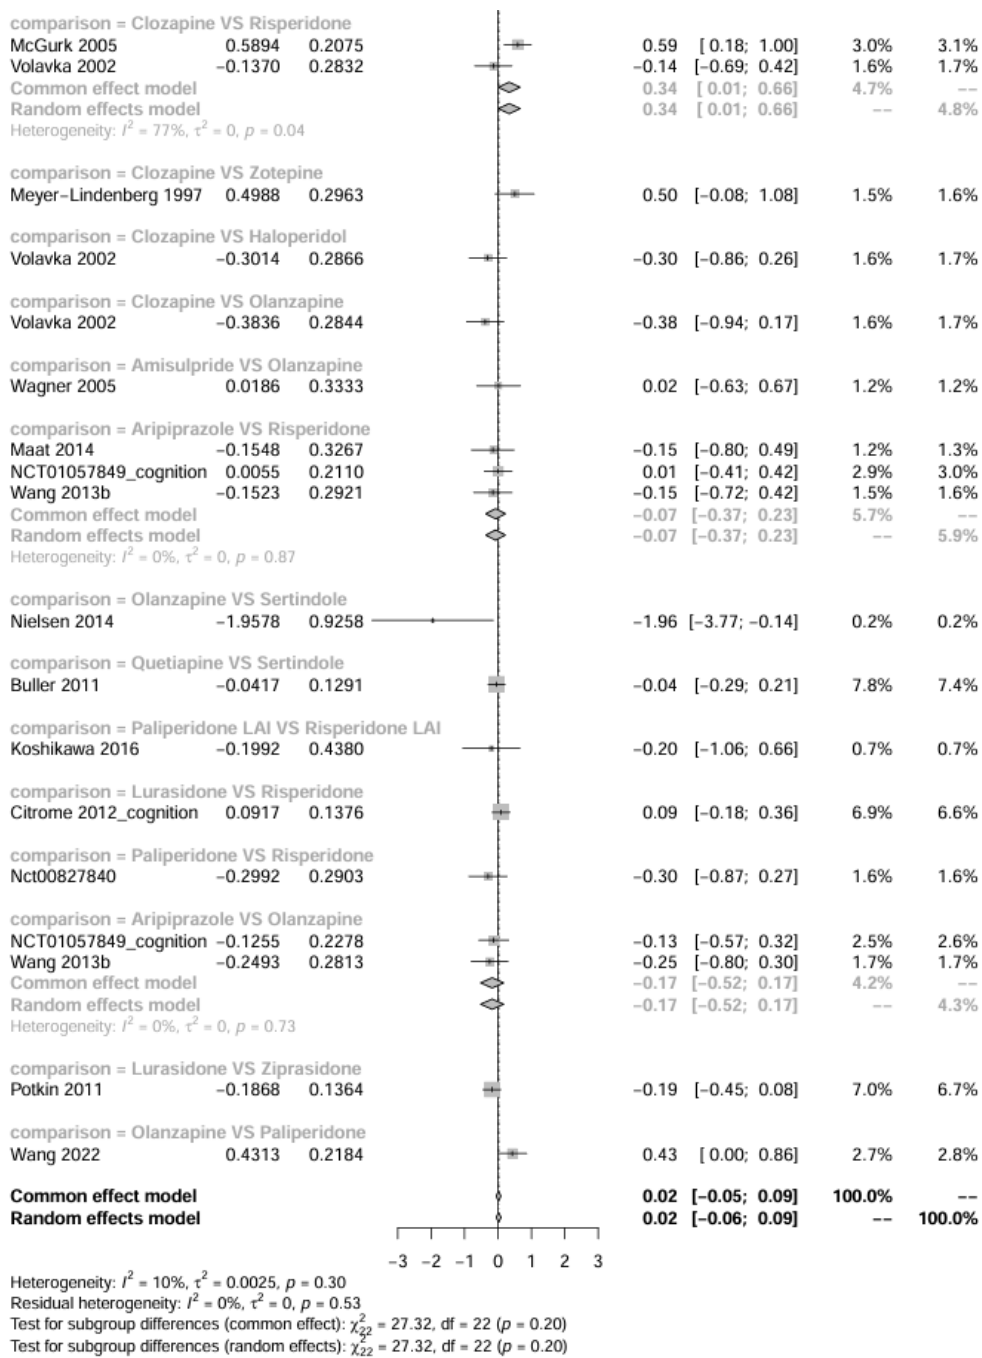 comparison = Clozapine VS Risperidone
McGurk 2005 0.5894 0.2075 0.59 [ 0.18; 1.00] 3.0% 3.1%
Volavka 2002 −0.1370 0.2832 −0.14 [−0.69; 0.42] 1.6% 1.7%
Common effect model 0.34 [ 0.01; 0.66] 4.7% −−
Random effects model 0.34 [ 0.01; 0.66] −− 4.8%
Heterogeneity: I² = 77%, τ² = 0, p = 0.04
comparison = Clozapine VS Zotepine
Meyer−Lindenberg 1997 0.4988 0.2963 0.50 [−0.08; 1.08] 1.5% 1.6%
comparison = Clozapine VS Haloperidol
Volavka 2002 −0.3014 0.2866 −0.30 [−0.86; 0.26] 1.6% 1.7%
comparison = Clozapine VS Olanzapine
Volavka 2002 −0.3836 0.2844 −0.38 [−0.94; 0.17] 1.6% 1.7%
comparison = Amisulpride VS Olanzapine
Wagner 2005 0.0186 0.3333 0.02 [−0.63; 0.67] 1.2% 1.2%
comparison = Aripiprazole VS Risperidone
Maat 2014 −0.1548 0.3267 −0.15 [−0.80; 0.49] 1.2% 1.3%
NCT01057849_cognition 0.0055 0.2110 0.01 [−0.41; 0.42] 2.9% 3.0%
Wang 2013b −0.1523 0.2921 −0.15 [−0.72; 0.42] 1.5% 1.6%
Common effect model −0.07 [−0.37; 0.23] 5.7% −−
Random effects model −0.07 [−0.37; 0.23] −− 5.9%
Heterogeneity: I² = 0%, τ² = 0, p = 0.87
comparison = Olanzapine VS Sertindole
Nielsen 2014 −1.9578 0.9258 −1.96 [−3.77; −0.14] 0.2% 0.2%
comparison = Quetiapine VS Sertindole
Buller 2011 −0.0417 0.1291 −0.04 [−0.29; 0.21] 7.8% 7.4%
comparison = Paliperidone LAI VS Risperidone LAI
Koshikawa 2016 −0.1992 0.4380 −0.20 [−1.06; 0.66] 0.7% 0.7%
comparison = Lurasidone VS Risperidone
Citrome 2012_cognition 0.0917 0.1376 0.09 [−0.18; 0.36] 6.9% 6.6%
comparison = Paliperidone VS Risperidone
Nct00827840 −0.2992 0.2903 −0.30 [−0.87; 0.27] 1.6% 1.6%
comparison = Aripiprazole VS Olanzapine
NCT01057849_cognition −0.1255 0.2278 −0.13 [−0.57; 0.32] 2.5% 2.6%
Wang 2013b −0.2493 0.2813 −0.25 [−0.80; 0.30] 1.7% 1.7%
Common effect model −0.17 [−0.52; 0.17] 4.2% −−
Random effects model −0.17 [−0.52; 0.17] −− 4.3%
Heterogeneity: I² = 0%, τ² = 0, p = 0.73
comparison = Lurasidone VS Ziprasidone
Potkin 2011 −0.1868 0.1364 −0.19 [−0.45; 0.08] 7.0% 6.7%
comparison = Olanzapine VS Paliperidone
Wang 2022 0.4313 0.2184 0.43 [ 0.00; 0.86] 2.7% 2.8%
Common effect model 0.02 [−0.05; 0.09] 100.0% −−
Random effects model 0.02 [−0.06; 0.09] −− 100.0%
−3 −2 −1 0 1 2 3
Heterogeneity: I² = 10%, τ² = 0.0025, p = 0.30
Residual heterogeneity: I² = 0%, τ² = 0, p = 0.53
Test for subgroup differences (common effect): χ²₂₂ = 27.32, df = 22 (p = 0.20)
Test for subgroup differences (random effects): χ²₂₂ = 27.32, df = 22 (p = 0.20)